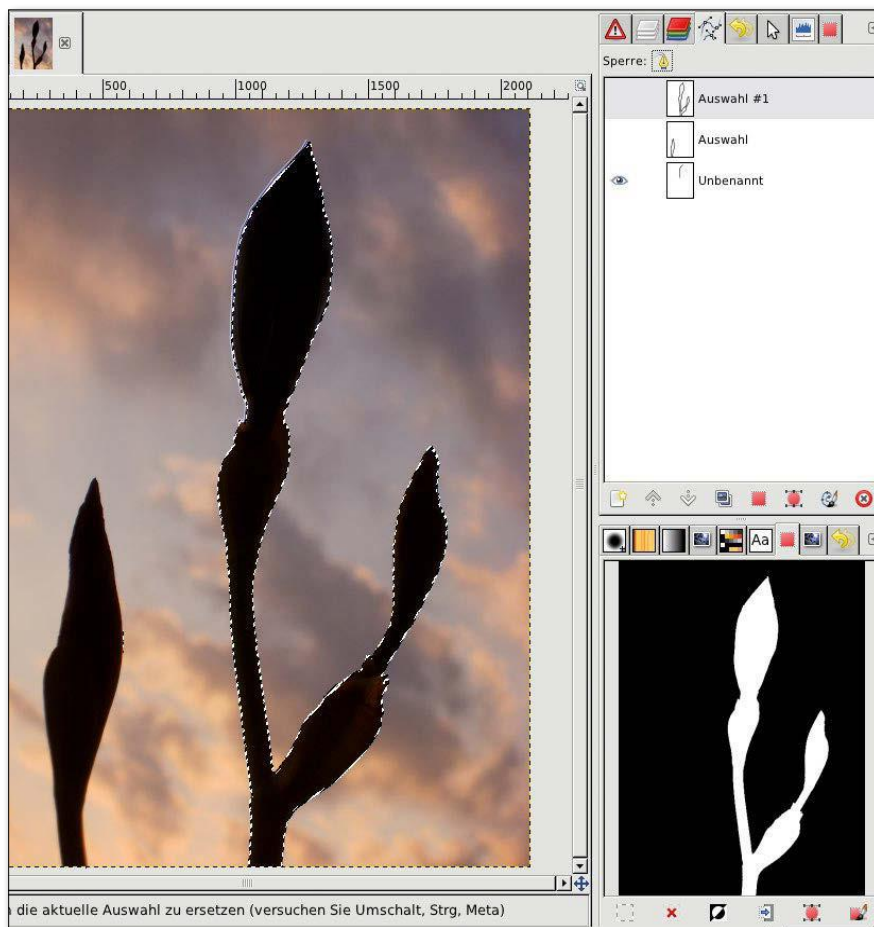 Sperre:
500 1000 1500 2000
Auswahl #1
Auswahl
Unbenannt
Aa
die aktuelle Auswahl zu ersetzen (versuchen Sie Umschalt, Strg, Meta)